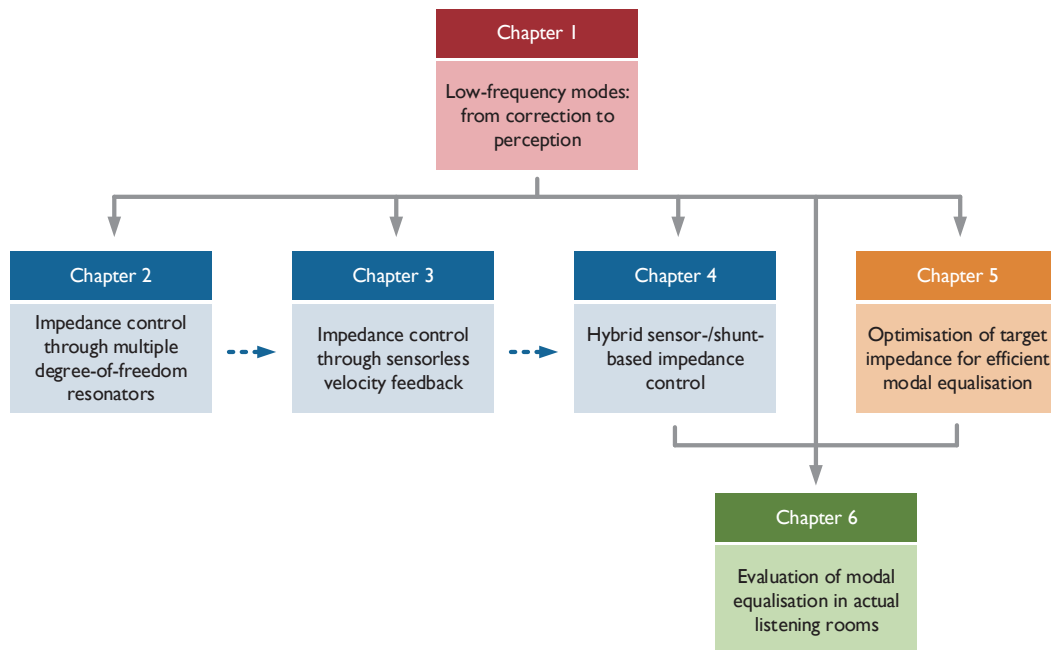 Chapter 1
Low-frequency modes:
from correction to
perception
Chapter 2
Impedance control
through multiple
degree-of-freedom
resonators
Chapter 3
Impedance control
through sensorless
velocity feedback
Chapter 4
Hybrid sensor-/shunt-
based impedance
control
Chapter 5
Optimisation of target
impedance for efficient
modal equalisation
Chapter 6
Evaluation of modal
equalisation in actual
listening rooms